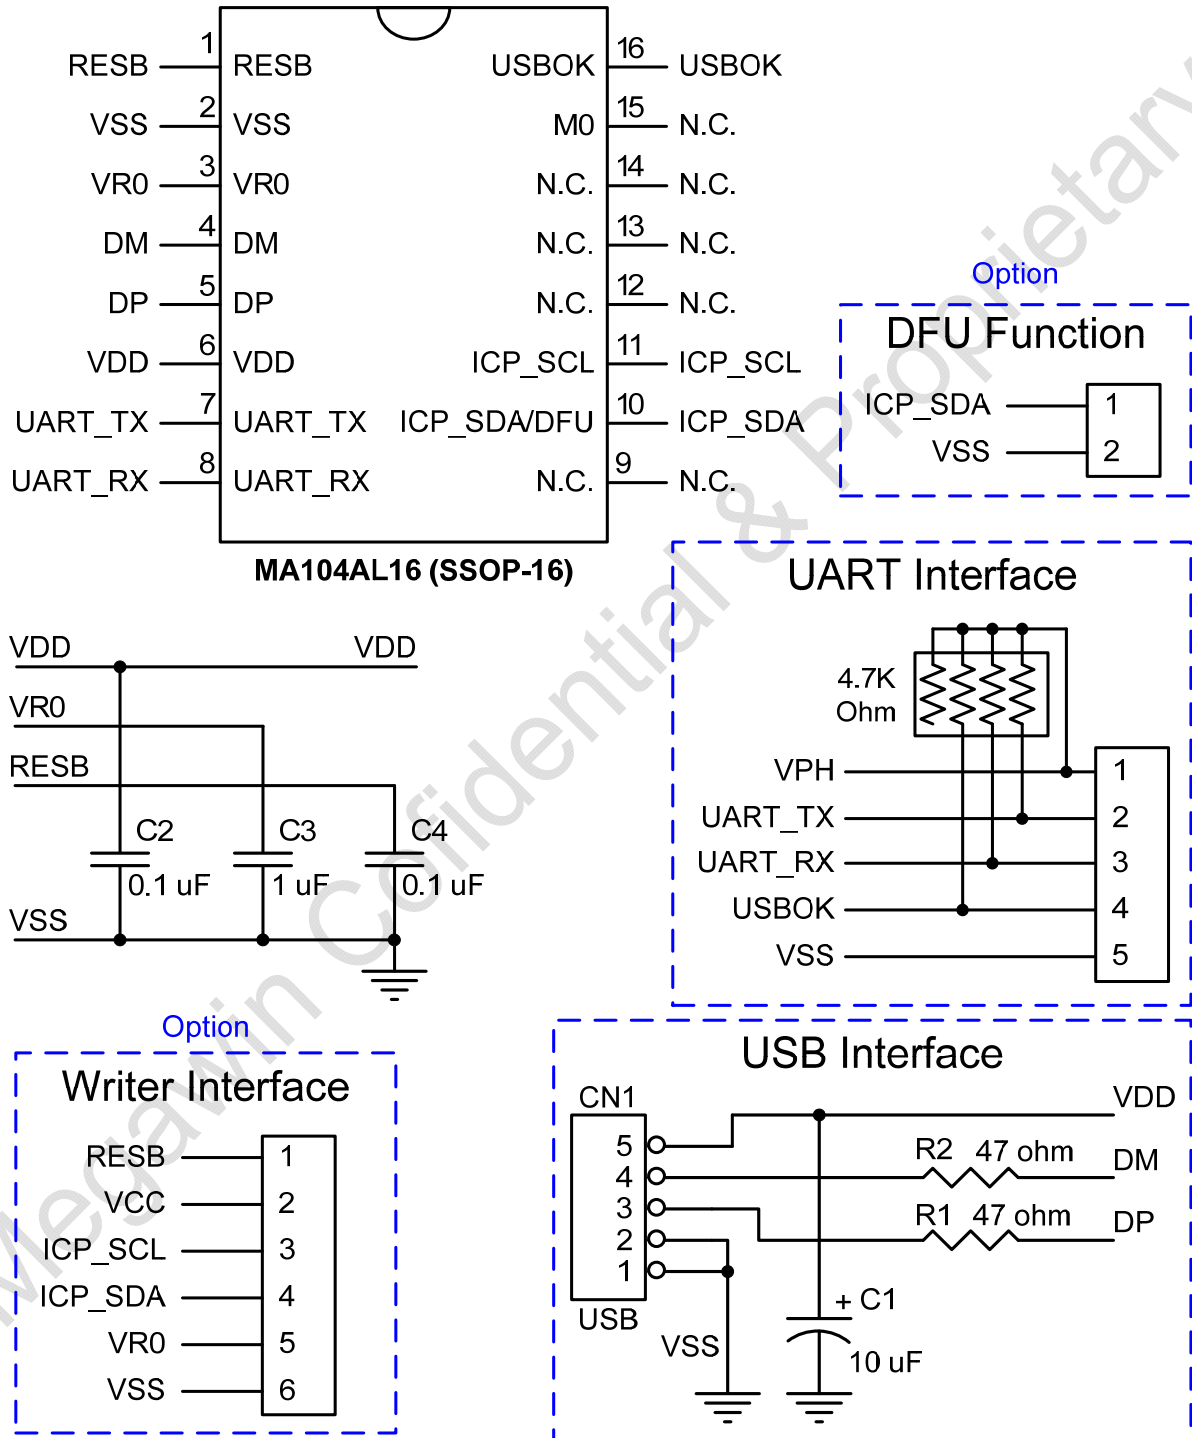 1 16
RESB RESB USBOK USBOK
2 15
VSS VSS M0 N.C.
3 14
VR0 VR0 N.C. N.C.
4 13
DM DM N.C. N.C.
5 12
DP DP N.C. N.C.
6 11
VDD VDD ICP_SCL ICP_SCL
7 10
UART_TX UART_TX ICP_SDA/DFU ICP_SDA
8 9
UART_RX UART_RX N.C. N.C.
MA104AL16 (SSOP-16)
Option
DFU Function
ICP_SDA 1
VSS 2
UART Interface
4.7K
Ohm
VPH 1
UART_TX 2
UART_RX 3
USBOK 4
VSS 5
VDD VDD
VR0
RESB
C2 C3 C4
0.1 uF 1 uF 0.1 uF
VSS
Option
Writer Interface
RESB 1
VCC 2
ICP_SCL 3
ICP_SDA 4
VR0 5
VSS 6
USB Interface
CN1 VDD
5
4 R2 47 ohm DM
3 R1 47 ohm DP
2
1
USB
VSS
+ C1
10 uF
Megawin Cofidential & Proprietary